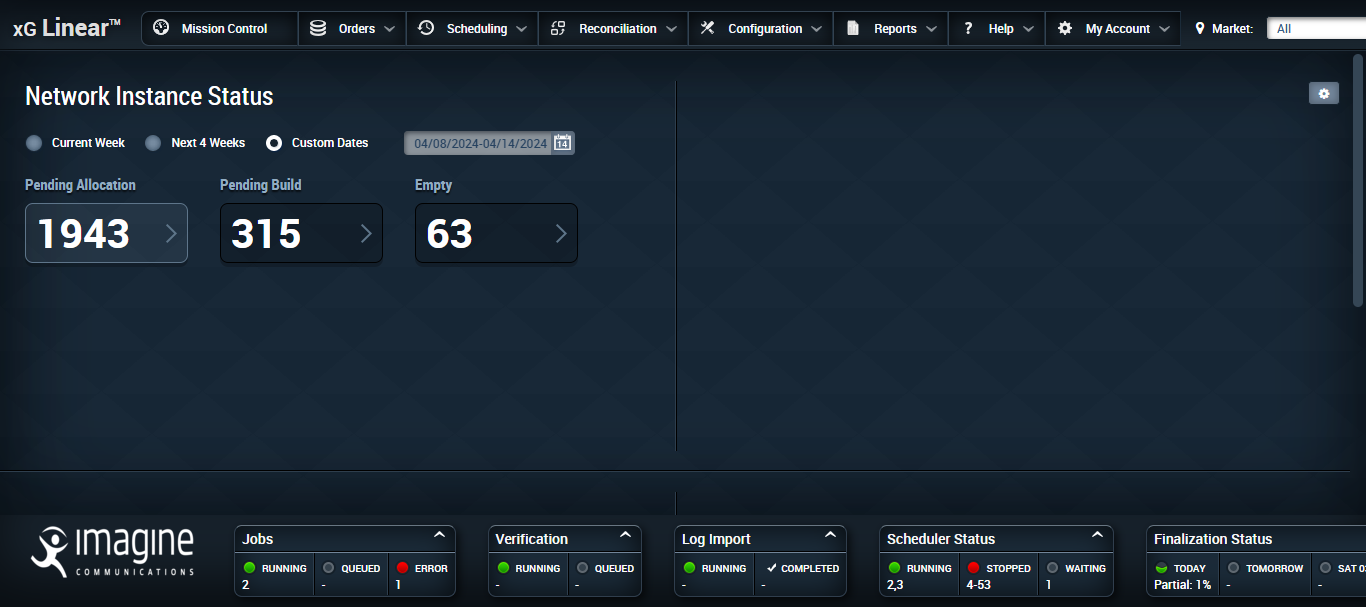 xG Linear™ Mission Control Orders Scheduling Reconciliation Configuration Reports ? Help My Account Market: All
Network Instance Status
Current Week Next 4 Weeks Custom Dates 04/08/2024-04/14/2024 14
Pending Allocation Pending Build Empty
1943 315 63
imagine
COMMUNICATIONS
Jobs Verification Log Import Scheduler Status Finalization Status
RUNNING QUEUED ERROR RUNNING QUEUED RUNNING COMPLETED RUNNING STOPPED WAITING TODAY TOMORROW SAT
2 - 1 - - - - 2,3 4-53 1 Partial: 1% - -